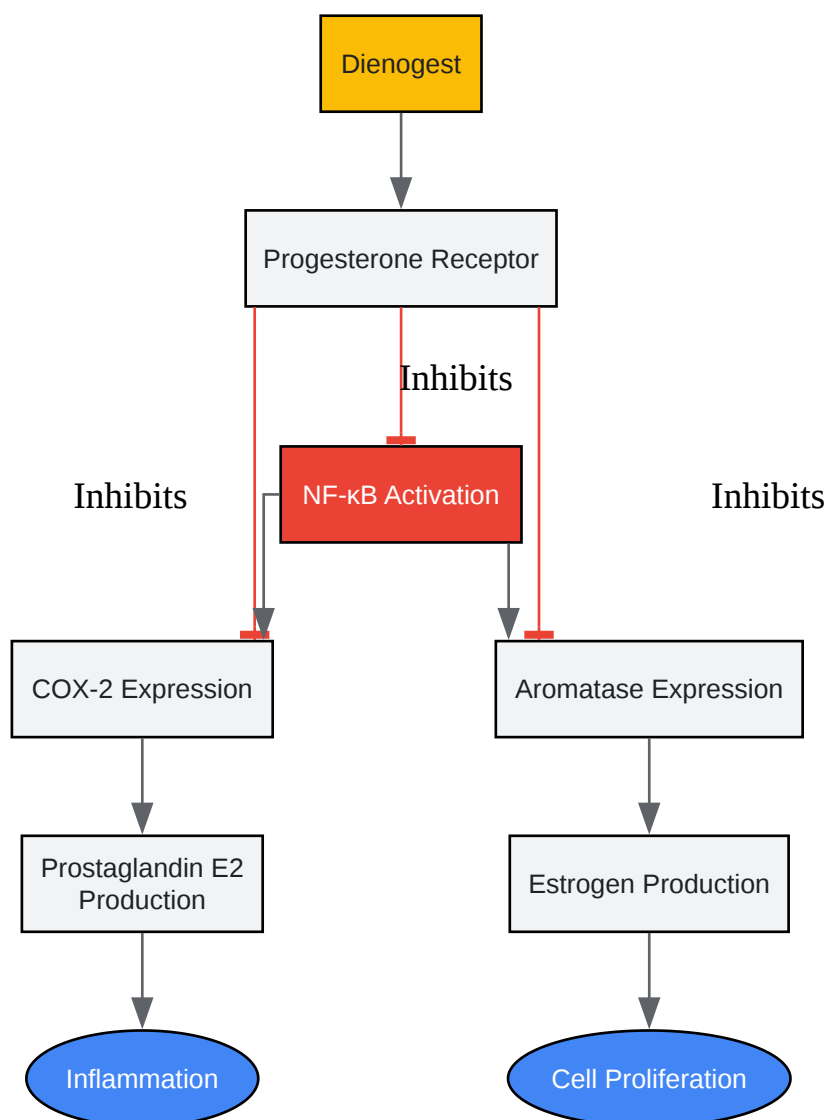 Dienogest
Progesterone Receptor
Inhibits
Inhibits
NF-κB Activation
Inhibits
COX-2 Expression
Aromatase Expression
Prostaglandin E2
Production
Estrogen Production
Inflammation
Cell Proliferation